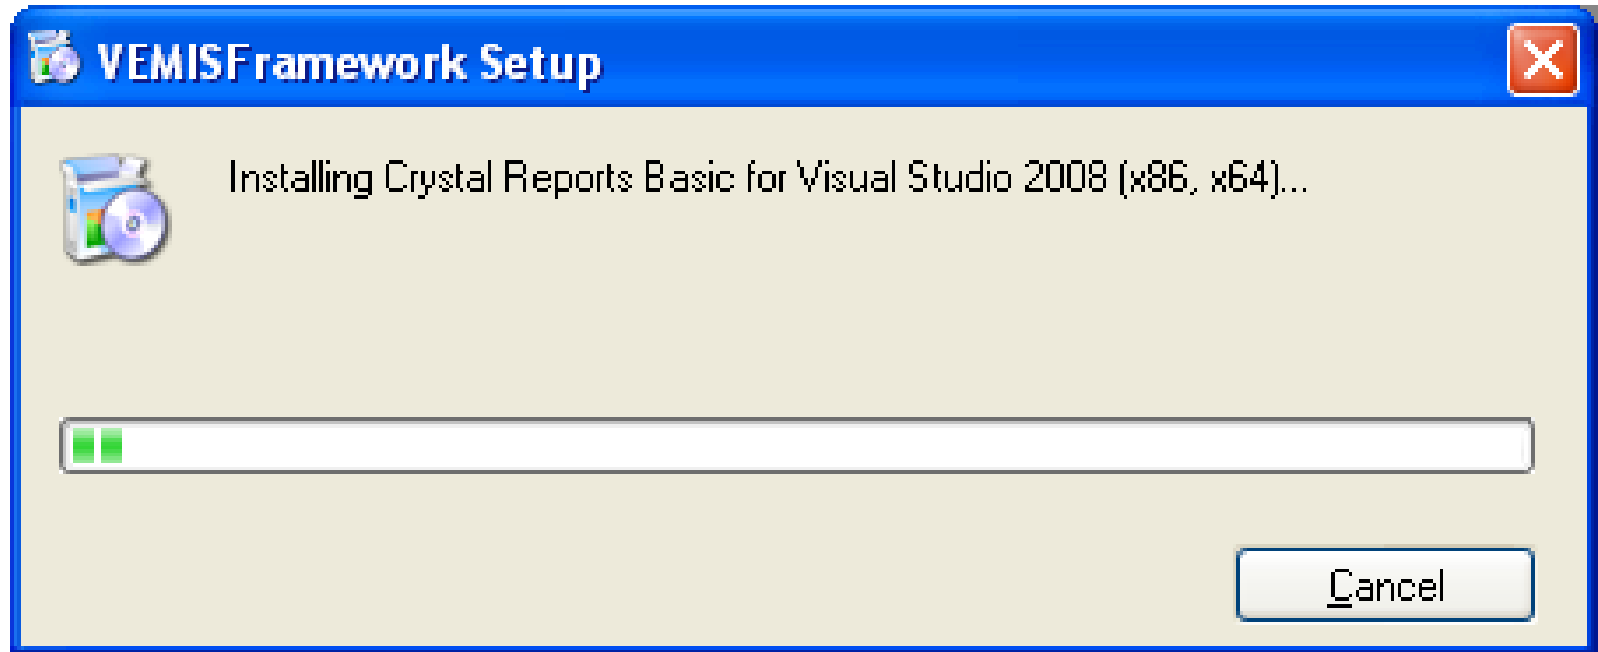 VEMISFramework Setup
Installing Crystal Reports Basic for Visual Studio 2008 (x86, x64)...
Cancel